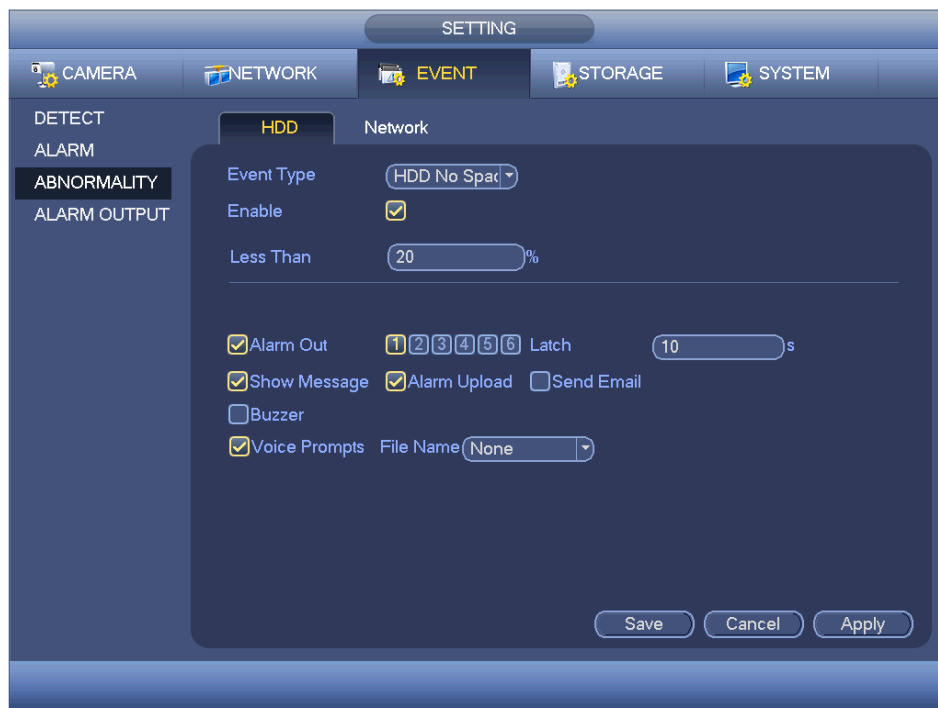 SETTING
CAMERA NETWORK EVENT STORAGE SYSTEM
DETECT
ALARM
ABNORMALITY
ALARM OUTPUT
HDD Network
Event Type HDD No Spac
Enable
Less Than 20 %
Alarm Out 1 2 3 4 5 6 Latch 10 s
Show Message Alarm Upload Send Email
Buzzer
Voice Prompts File Name None
Save Cancel Apply